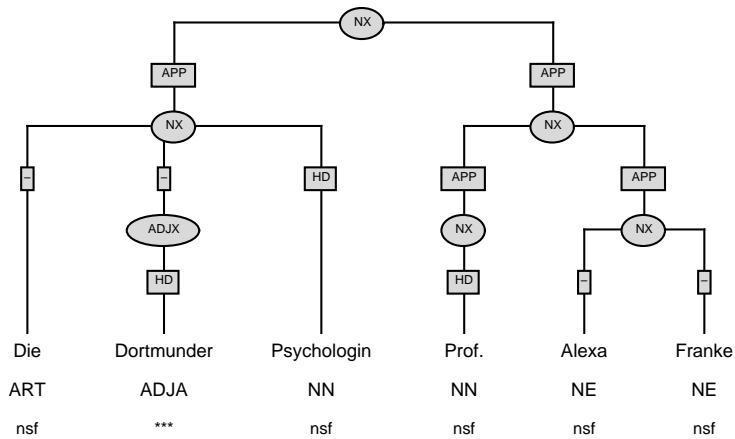 NX
APP APP
NX NX
– – HD APP APP
ADJX NX NX
HD HD – –
Die Dortmunder Psychologin Prof. Alexa Franke
ART ADJA NN NN NE NE
nsf *** nsf nsf nsf nsf